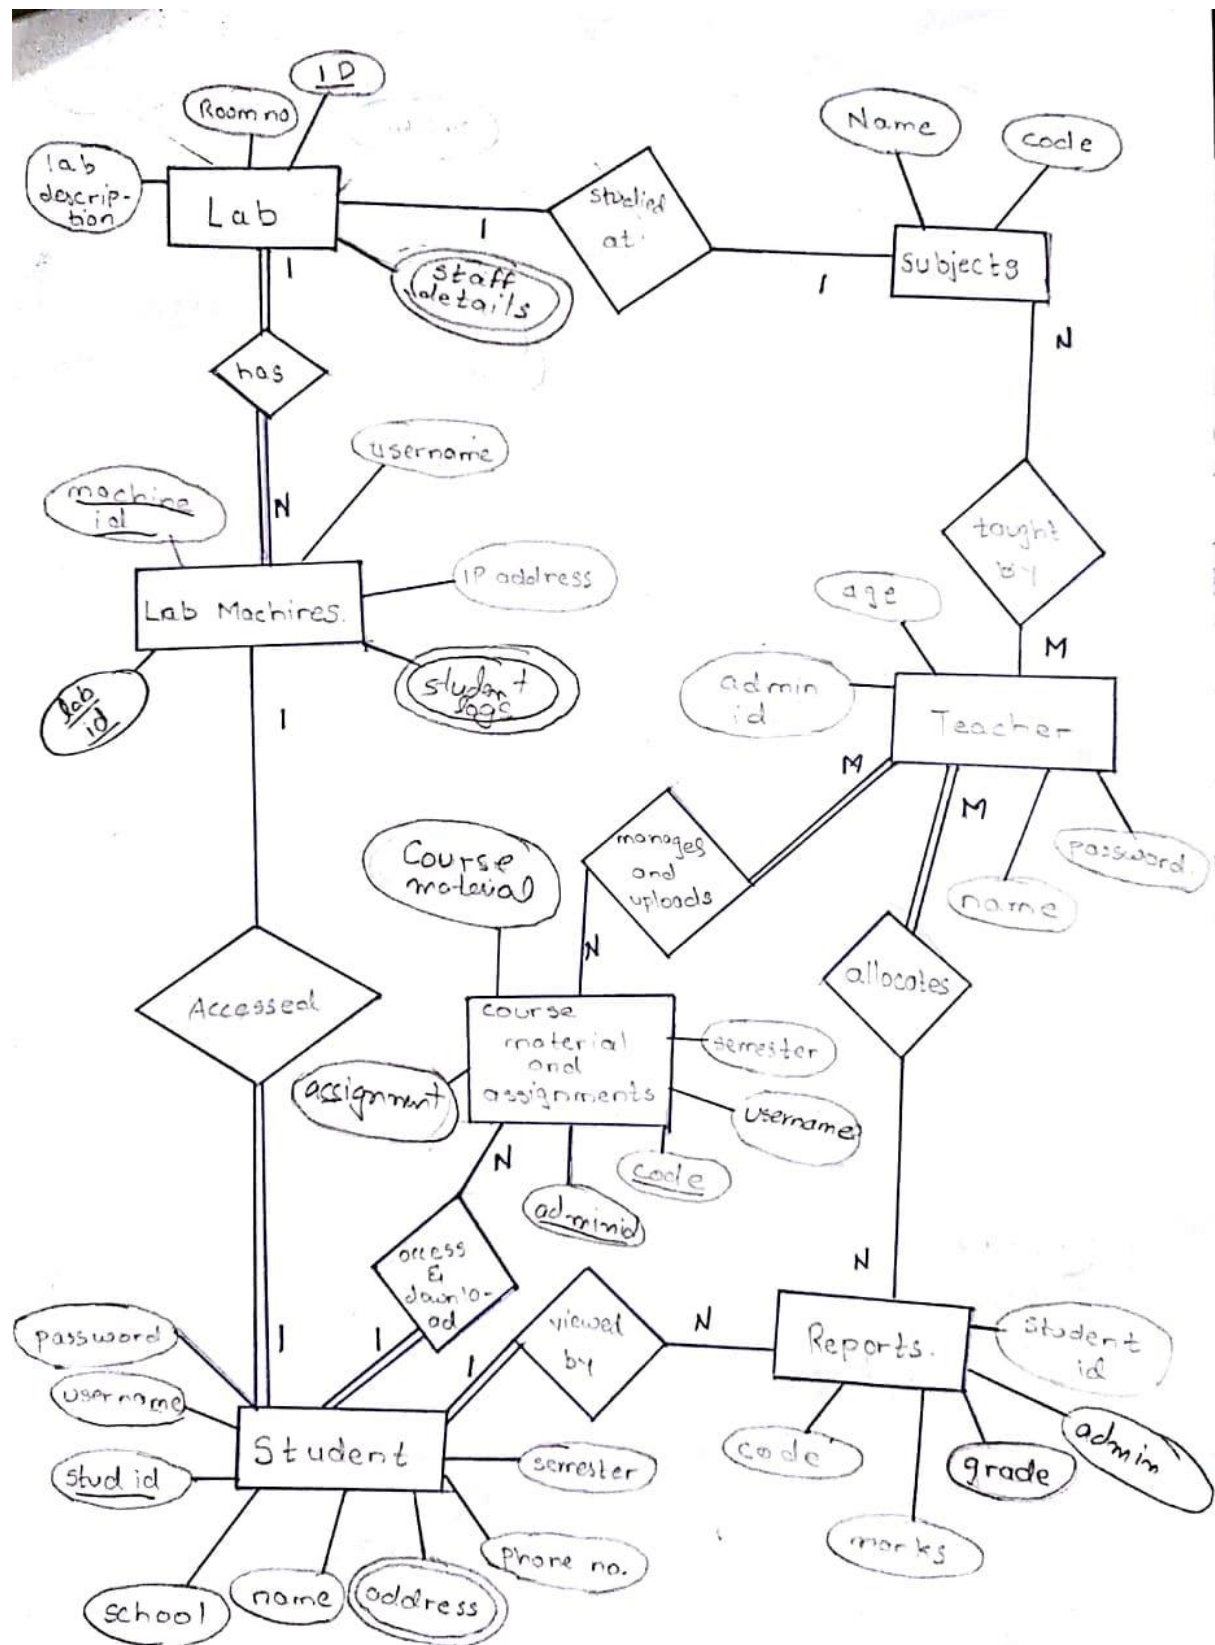 ID
Room no
lab
descrip-
tion
Lab
1
studied
at
1
Name
code
Subjects
1
staff
details
has
N
N
username
machine
id
IP address
Lab Machines.
student
logs
lab
id
1
taught
by
age
M
admin
id
Teacher
M
M
password.
name
manages
and
uploads
N
allocates
Course
material
Accessed
course
material
and
assignments
semester
username
assignment
N
code
adminid
access
&
downlo-
ad
viewed
by
N
N
1
1
1
Reports.
Student
id
admin
grade
code
marks
password
username
stud id
Student
semester
phone no.
school
name
address